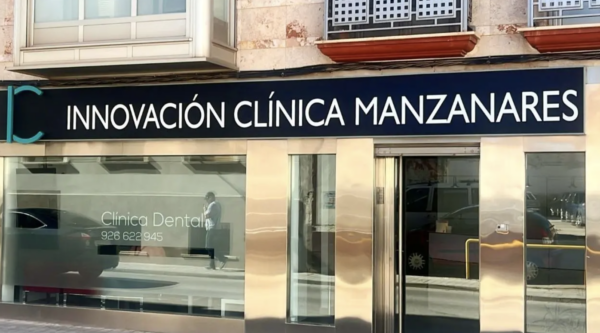 INNOVACIÓN CLÍNICA MANZANARES
Clínica Dental
926 622 945